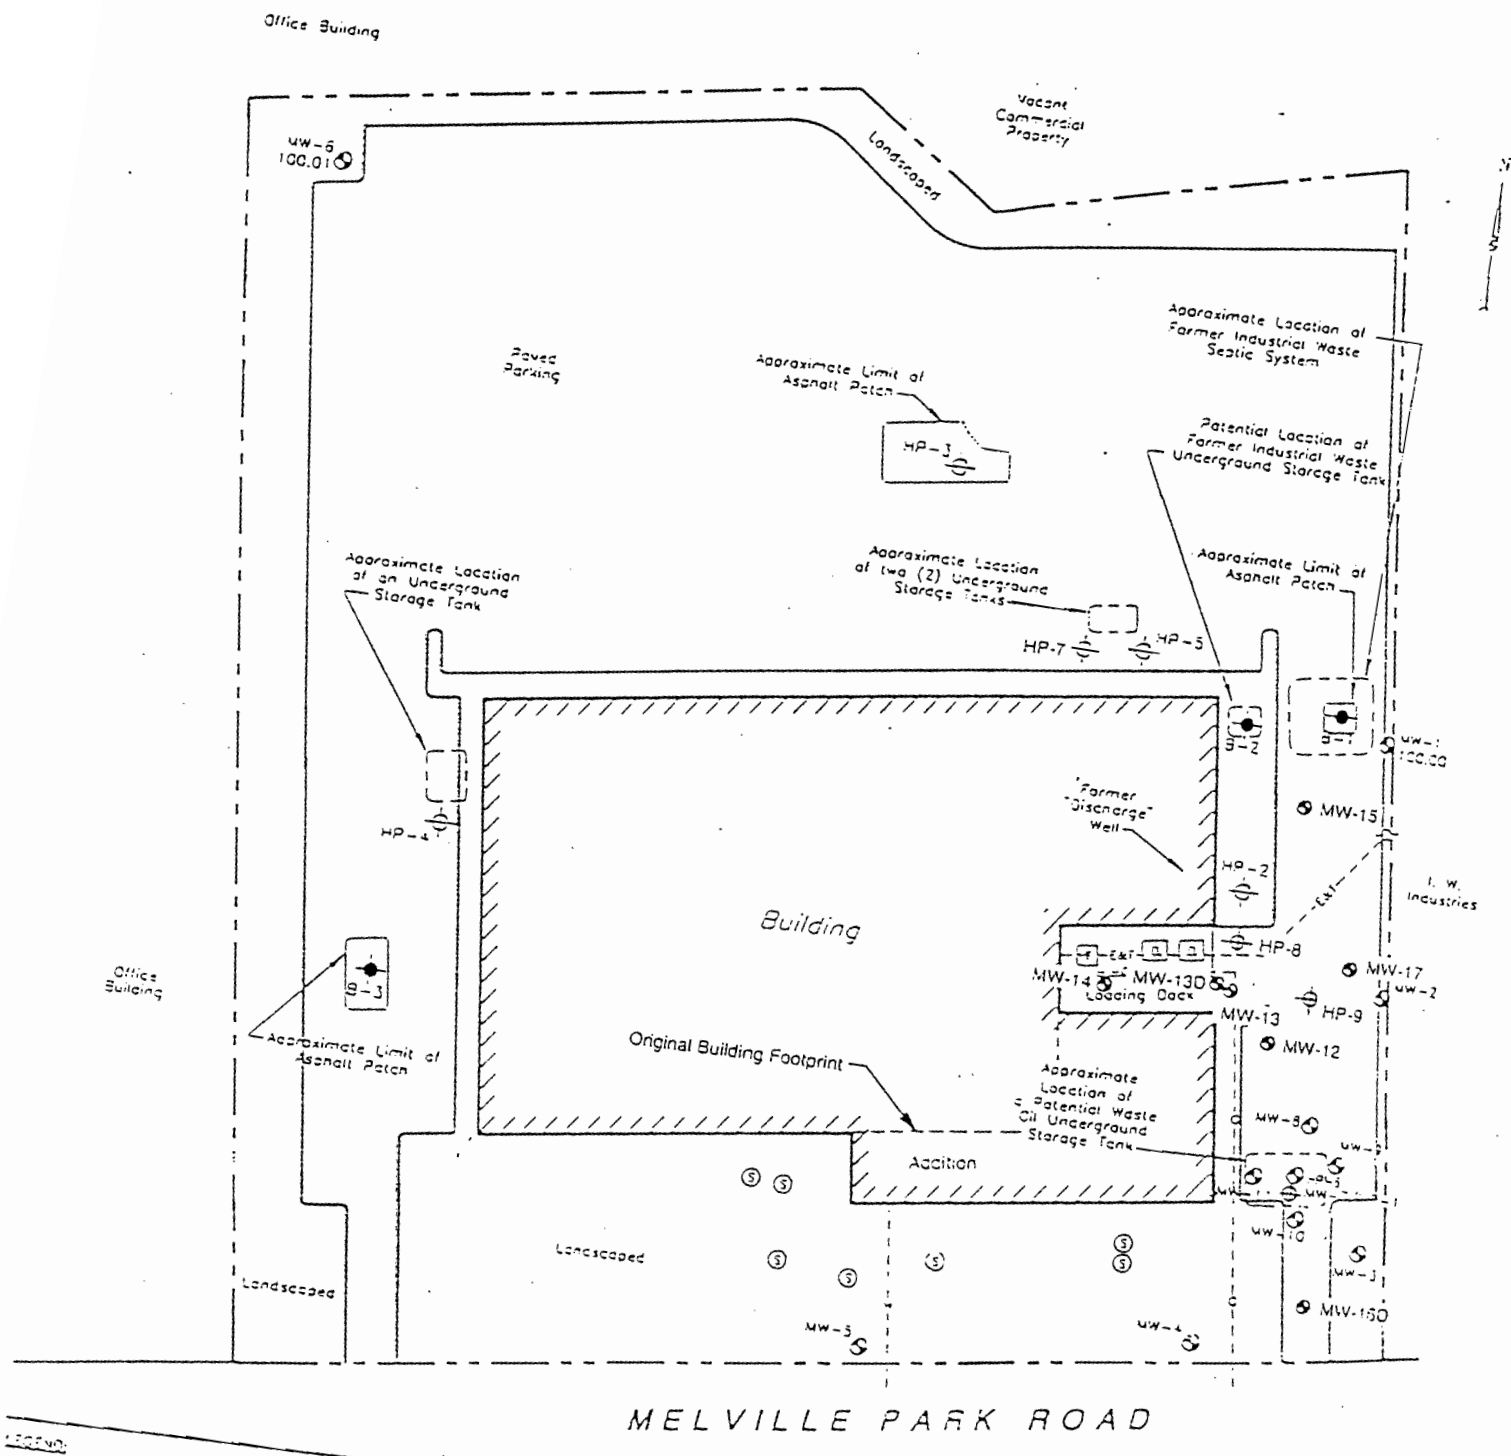 Office Building
Vacant
Commercial
Property
MW-6
100.01
Landscaped
N
Approximate Location of
Former Industrial Waste
Septic System
Paved
Parking
Approximate Limit of
Asphalt Patch
HP-3
Potential Location of
Former Industrial Waste
Underground Storage Tank
Approximate Location
of an Underground
Storage Tank
Approximate Location
of two (2) Underground
Storage Tanks
Approximate Limit of
Asphalt Patch
HP-7
HP-5
B-2
B-1
MW-1
100.00
"Former
"Discharge"
Well
MW-15
HP-4
HP-2
E&T
I. W.
Industries
Building
HP-8
E&T
MW-14
MW-13D
Loading Dock
MW-17
MW-2
Office
Building
B-3
MW-13
HP-9
MW-12
Approximate Limit of
Asphalt Patch
Original Building Footprint
Approximate
Location of
a Potential Waste
Oil Underground
Storage Tank
MW-8
Addition
S
S
MW-10
Landscaped
S
S
S
S
S
MW-3
Landscaped
MW-16D
MW-5
MW-4
MELVILLE PARK ROAD
LEGEND: